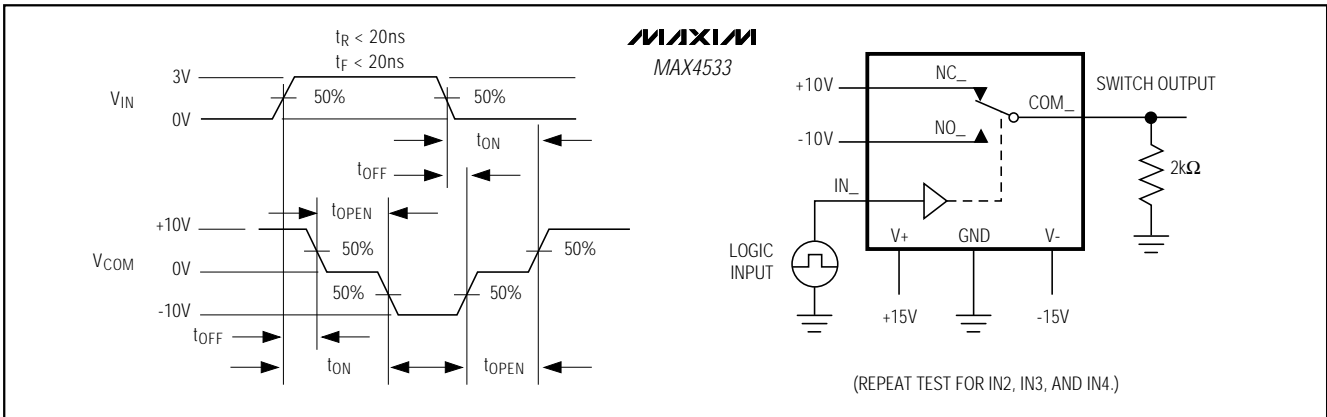 tR < 20ns
tF < 20ns
3V
VIN
50%
50%
0V
tON
tOFF
tOPEN
+10V
50%
50%
VCOM
0V
50%
50%
-10V
tOFF
tON
tOPEN
MAXIM
MAX4533
+10V
NC_
COM_
SWITCH OUTPUT
-10V
NO_
2kΩ
IN_
V+
GND
V-
LOGIC
INPUT
+15V
-15V
(REPEAT TEST FOR IN2, IN3, AND IN4.)